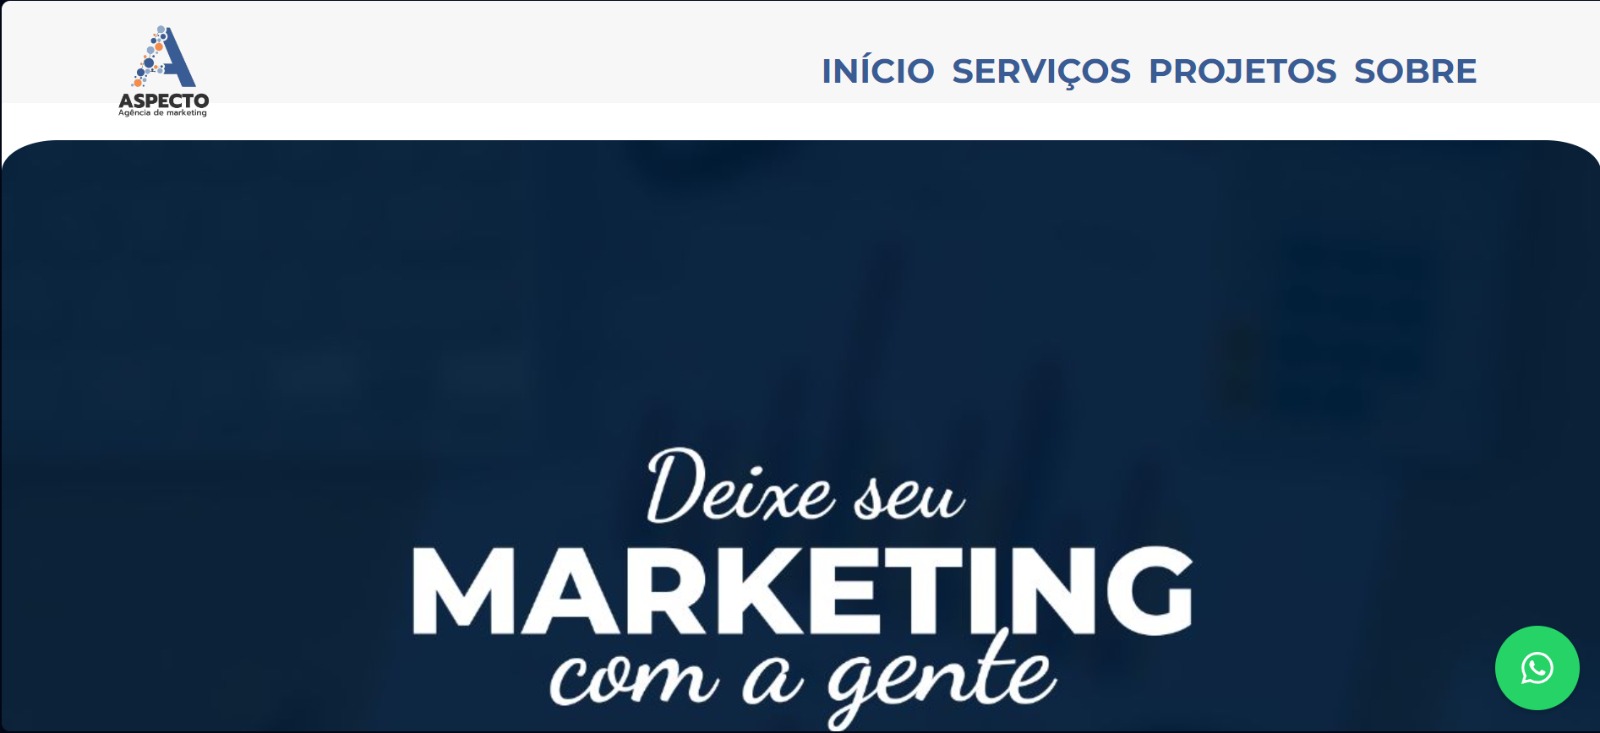 ASPECTO
Agência de marketing
INÍCIO SERVIÇOS PROJETOS SOBRE
Deixe seu
MARKETING
com a gente